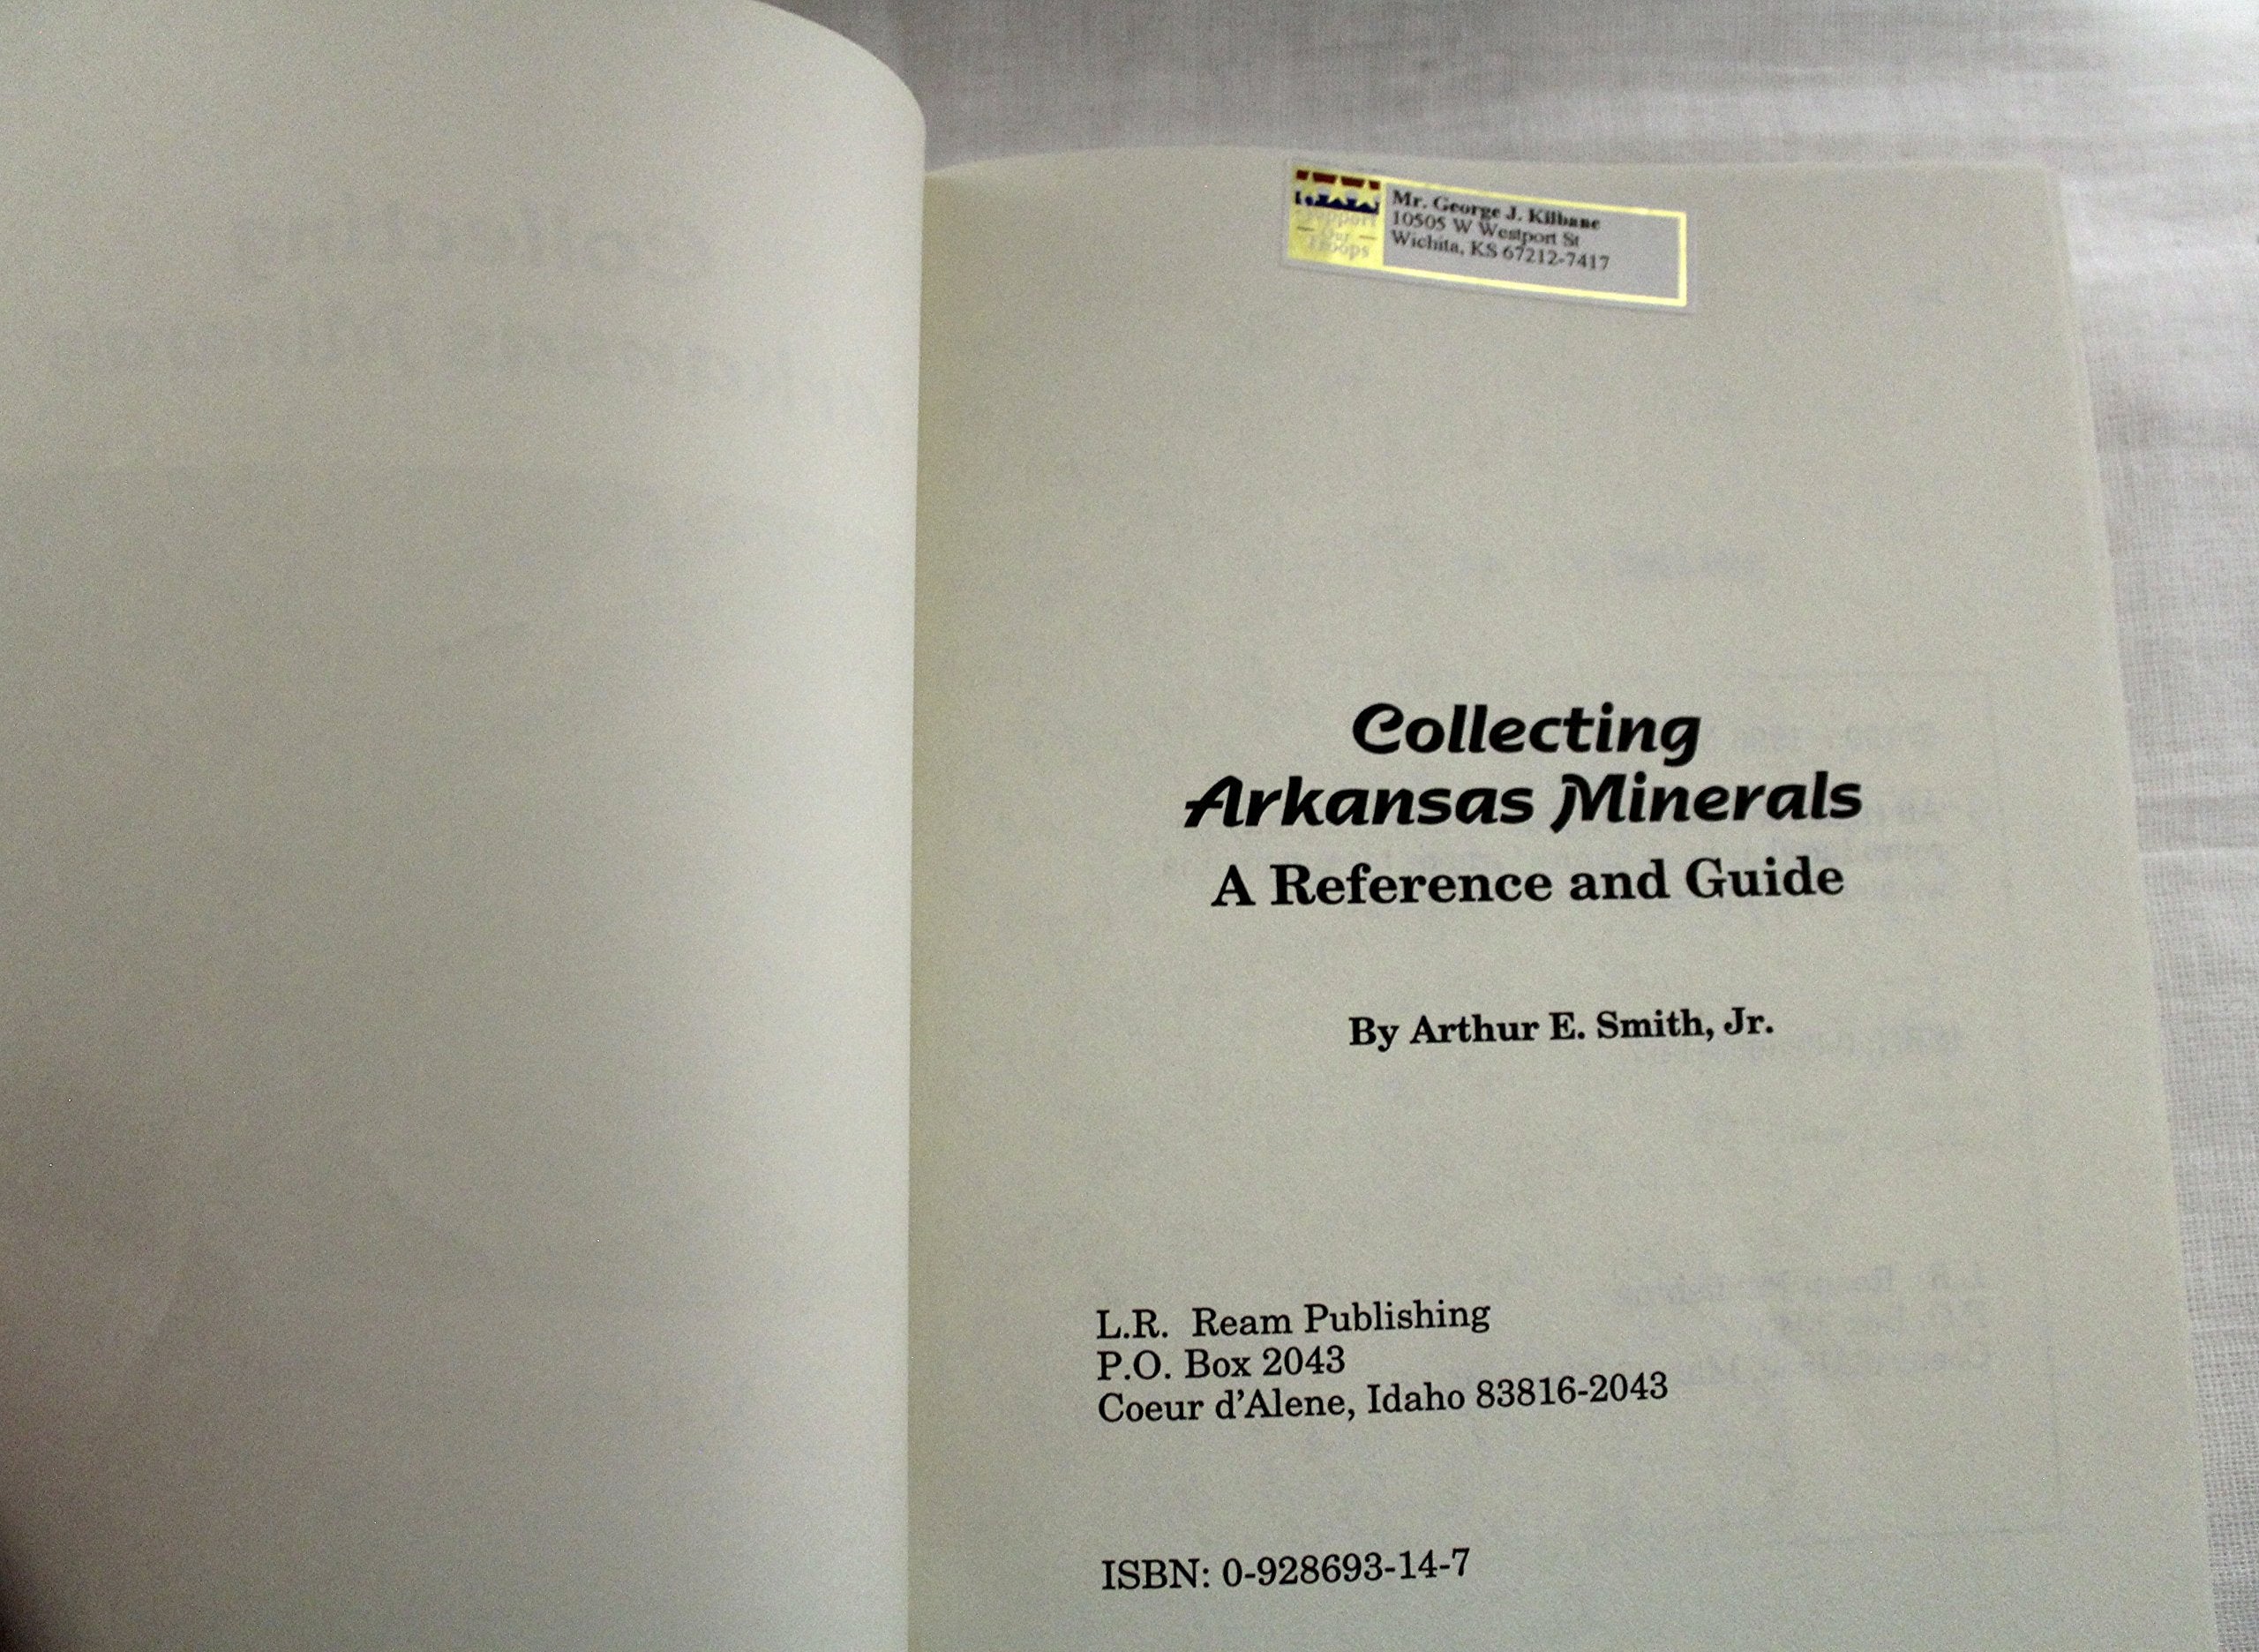 Support
Our
Troops
Mr. George J. Kilbane
10505 W Westport St
Wichita, KS 67212-7417
Collecting
Arkansas Minerals
A Reference and Guide
By Arthur E. Smith, Jr.
L.R. Ream Publishing
P.O. Box 2043
Coeur d'Alene, Idaho 83816-2043
ISBN: 0-928693-14-7